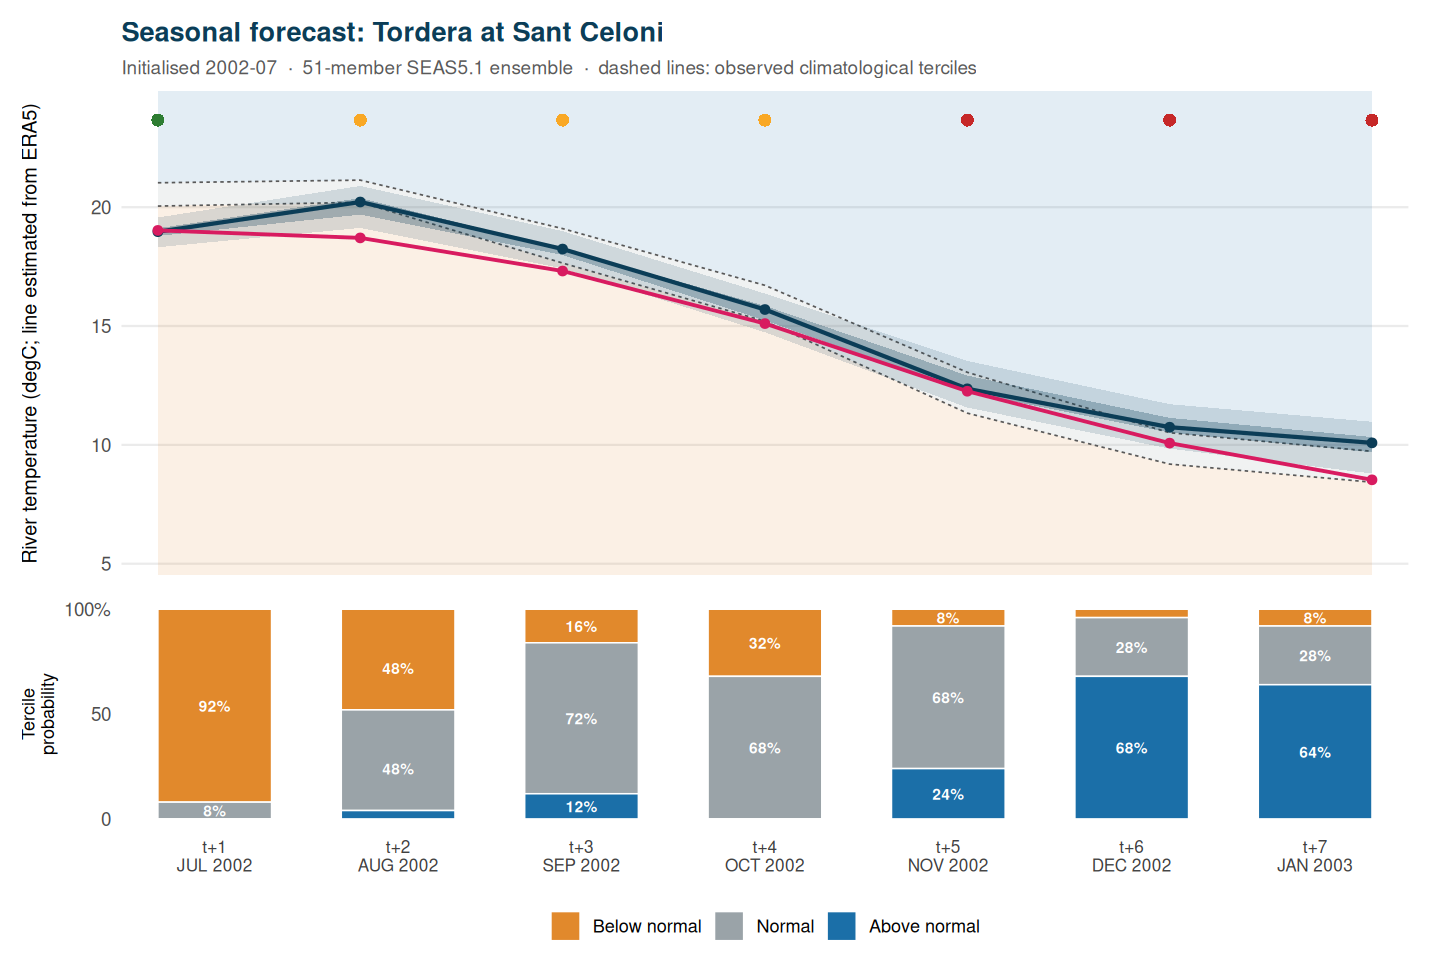 Seasonal forecast: Tordera at Sant Celoni
Initialised 2002-07 · 51-member SEAS5.1 ensemble · dashed lines: observed climatological terciles
River temperature (degC; line estimated from ERA5)
20
15
10
5
Tercile
probability
100%
50
0
92%
8%
48%
48%
16%
72%
12%
32%
68%
8%
68%
24%
28%
68%
8%
28%
64%
t+1
JUL 2002
t+2
AUG 2002
t+3
SEP 2002
t+4
OCT 2002
t+5
NOV 2002
t+6
DEC 2002
t+7
JAN 2003
Below normal
Normal
Above normal